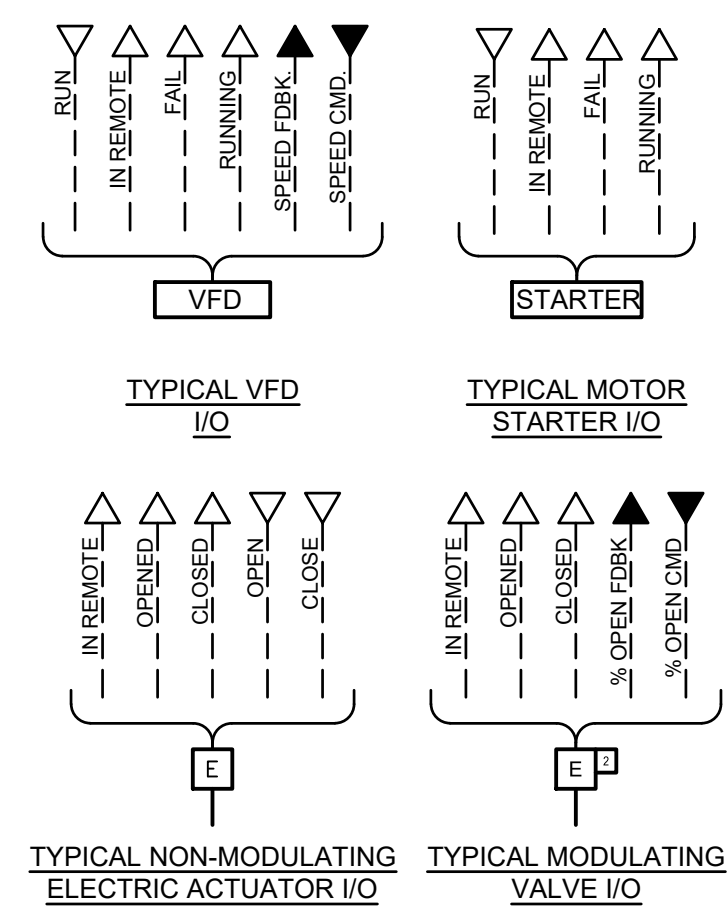 RUN
IN REMOTE
FAIL
RUNNING
SPEED FDBK.
SPEED CMD.
VFD
TYPICAL VFD
I/O
RUN
IN REMOTE
FAIL
RUNNING
STARTER
TYPICAL MOTOR
STARTER I/O
IN REMOTE
OPENED
CLOSED
OPEN
CLOSE
E
TYPICAL NON-MODULATING
ELECTRIC ACTUATOR I/O
IN REMOTE
OPENED
CLOSED
% OPEN FDBK
% OPEN CMD
E
2
TYPICAL MODULATING
VALVE I/O